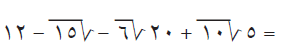 = ٥ √١٠ + ٢٠ √٦ − √١٥ − ١٢